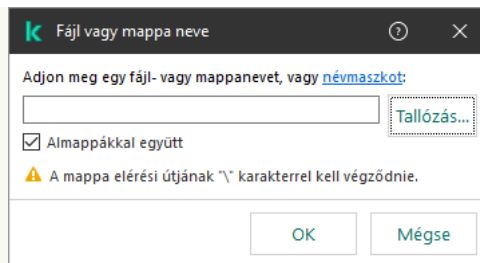 Fájl vagy mappa neve
Adjon meg egy fájl- vagy mappanevet, vagy névmaszkot:
Tallózás...
Almappákkal együtt
A mappa elérési útjának "\" karakterrel kell végződnie.
OK
Mégse